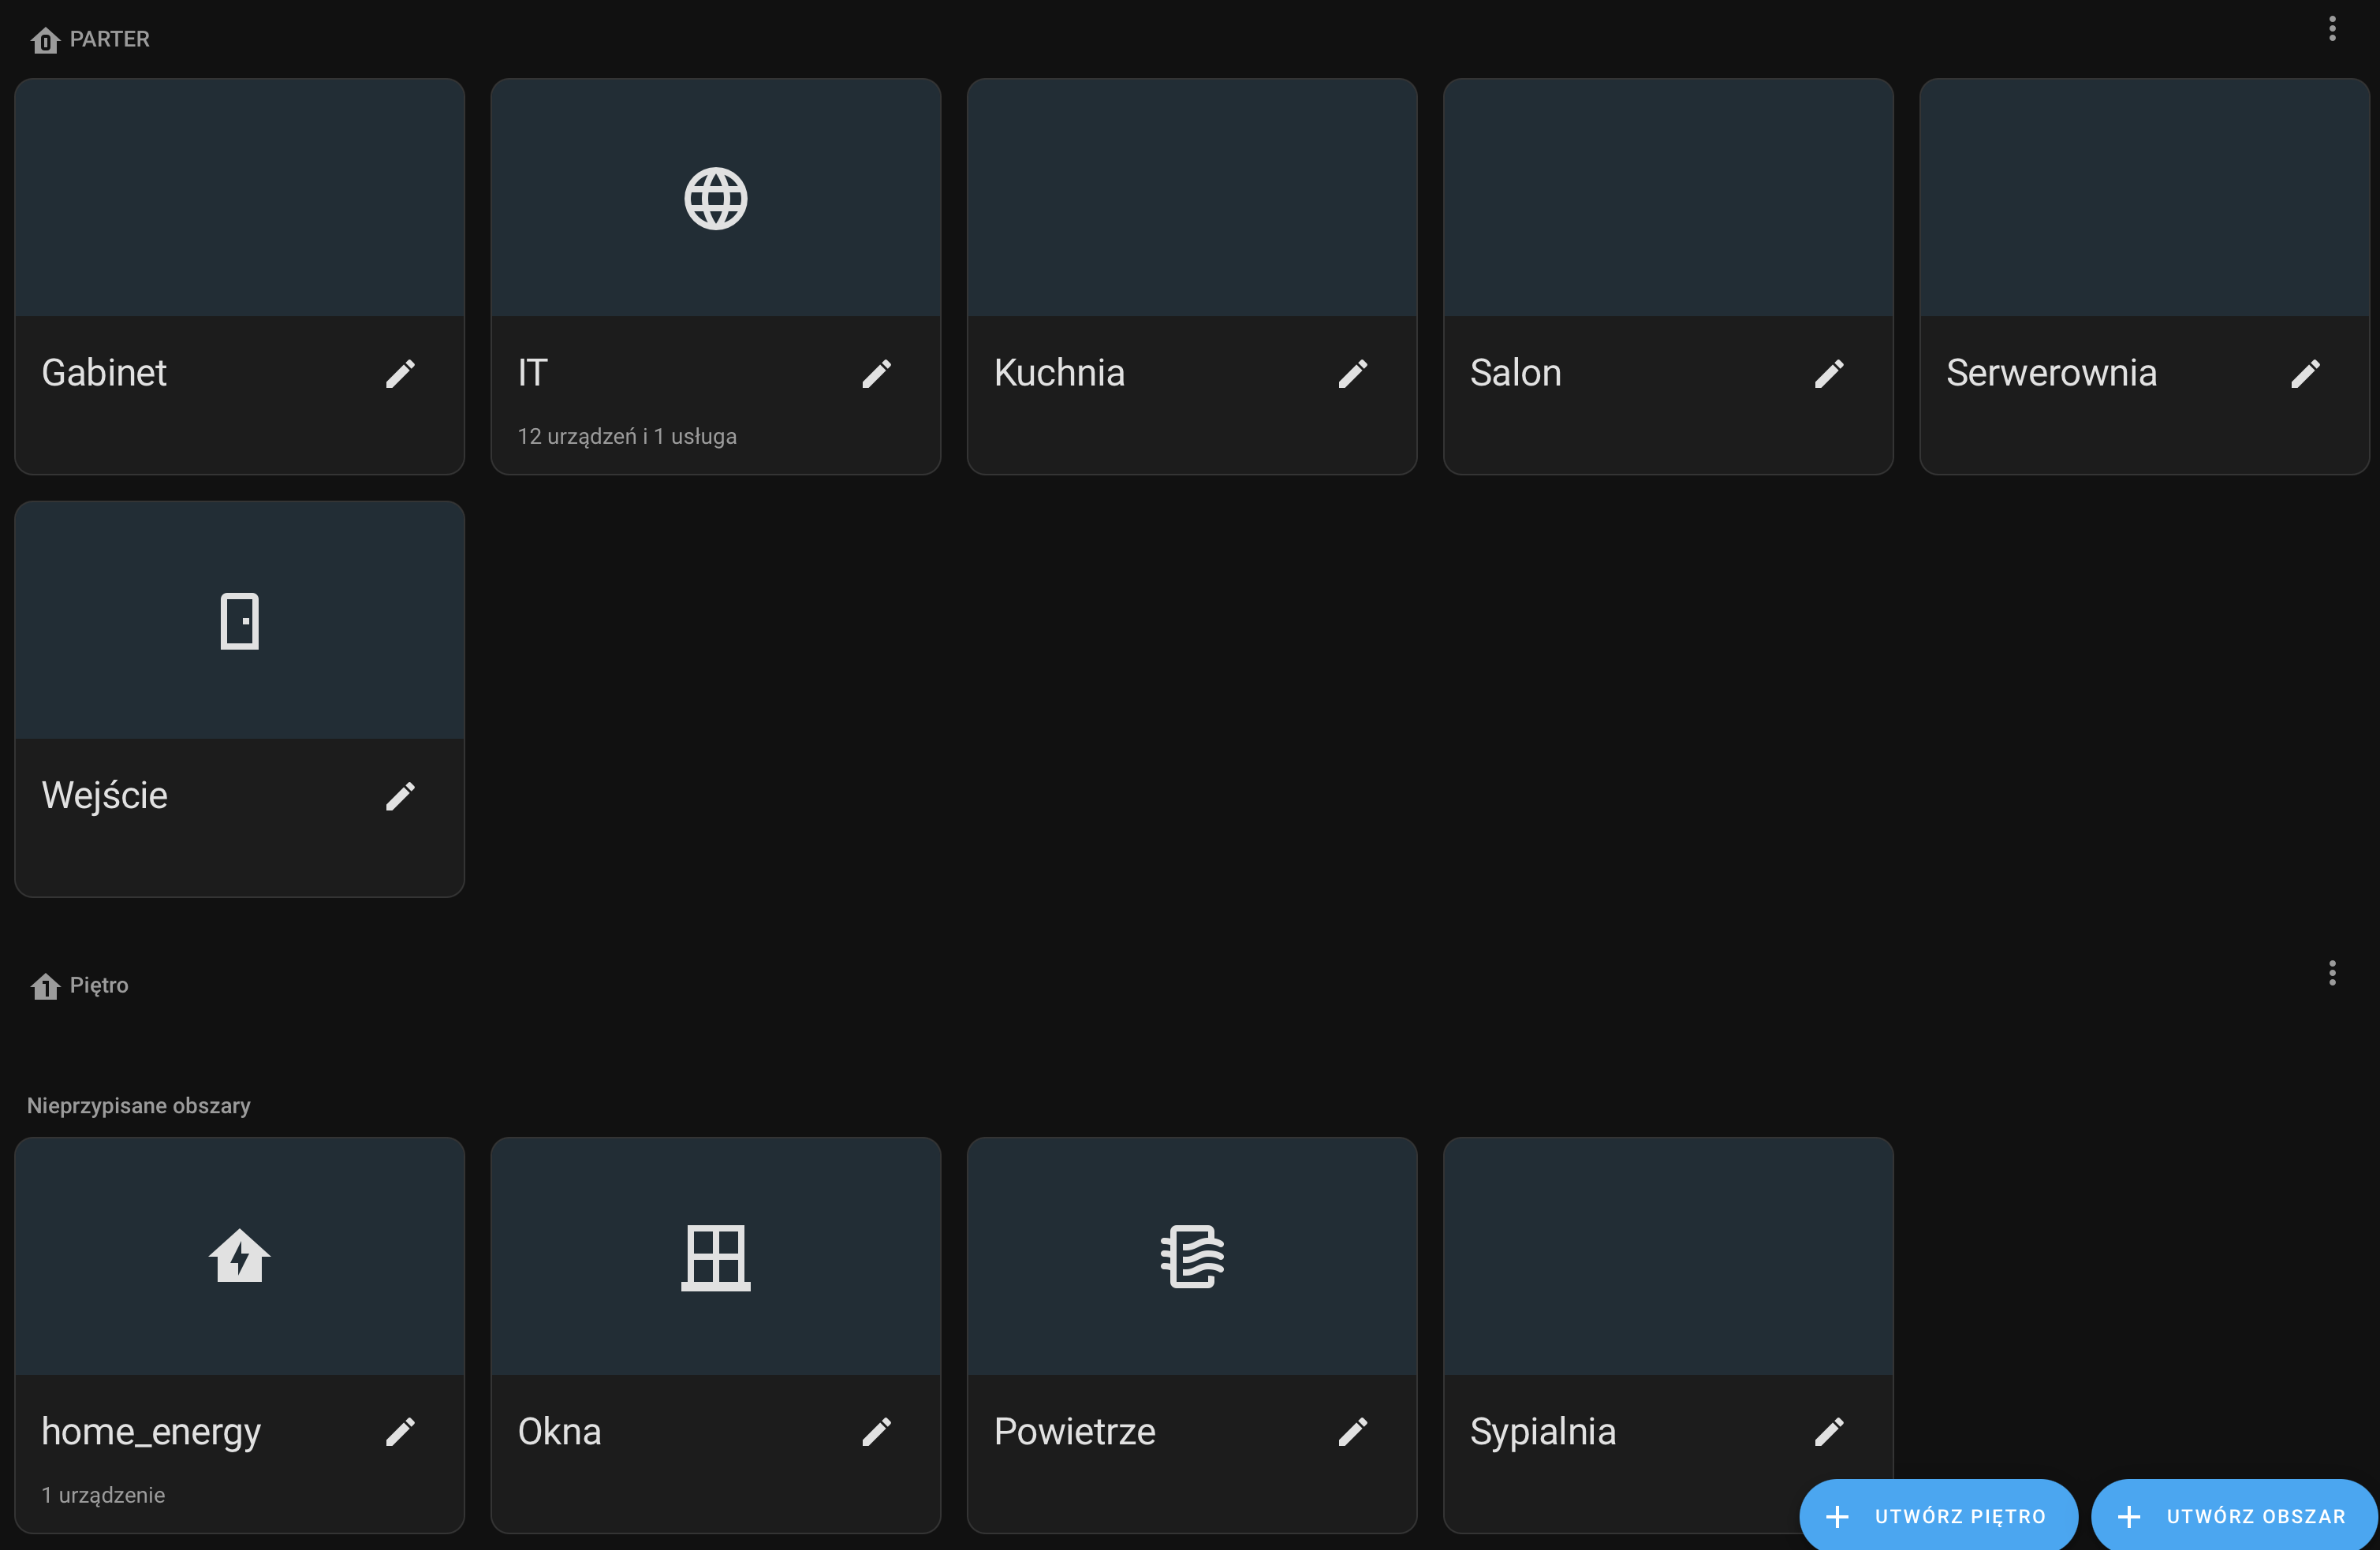 PARTER
Gabinet
IT
12 urządzeń i 1 usługa
Kuchnia
Salon
Serwerownia
Wejście
Piętro
Nieprzypisane obszary
home_energy
1 urządzenie
Okna
Powietrze
Sypialnia
UTWÓRZ PIĘTRO
UTWÓRZ OBSZAR